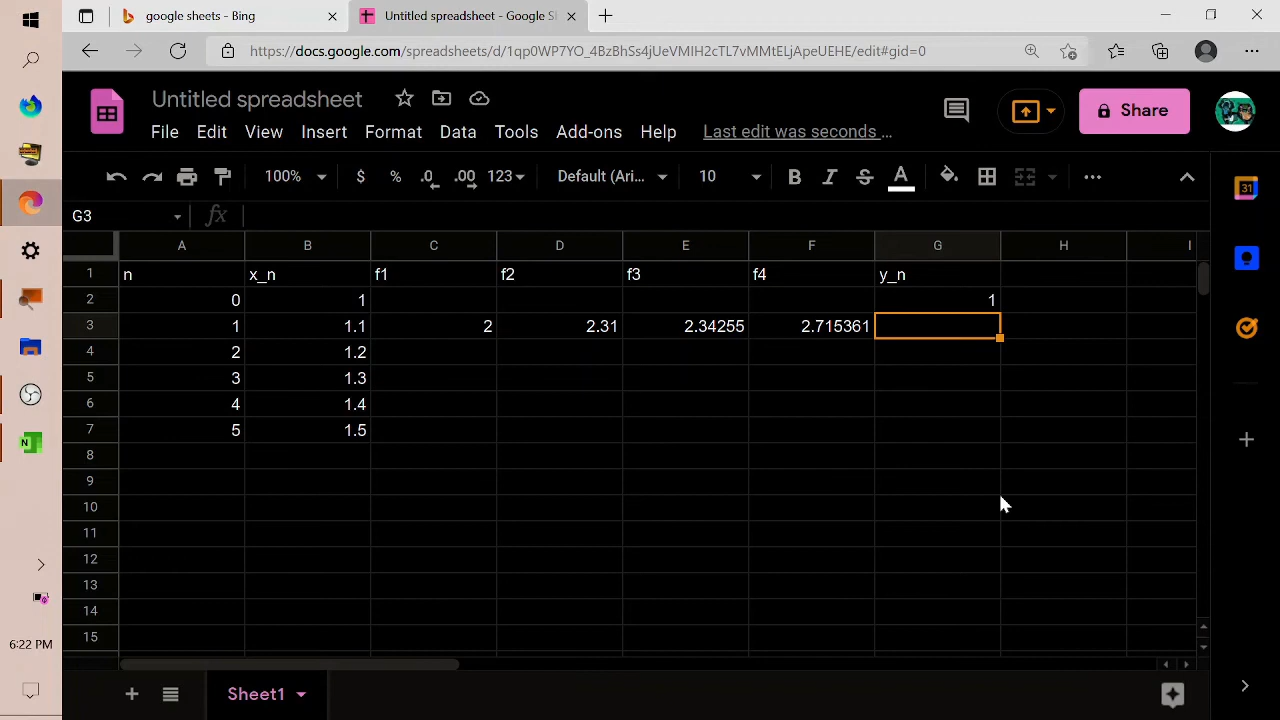 google sheets - Bing
Untitled spreadsheet - Google S
https://docs.google.com/spreadsheets/d/1qp0WP7YO_4BzBhSs4jUeVMIH2cTL7vMMtELjApeUEHE/edit#gid=0
Untitled spreadsheet
File Edit View Insert Format Data Tools Add-ons Help Last edit was seconds …
Share
100% $ % .0 .00 123 Default (Ari... 10 B I S A
G3 fx
A B C D E F G H I
1 n x_n f1 f2 f3 f4 y_n
2 0 1 1
3 1 1.1 2 2.31 2.34255 2.715361
4 2 1.2
5 3 1.3
6 4 1.4
7 5 1.5
8
9
10
11
12
13
14
15
Sheet1
31
N
6:22 PM